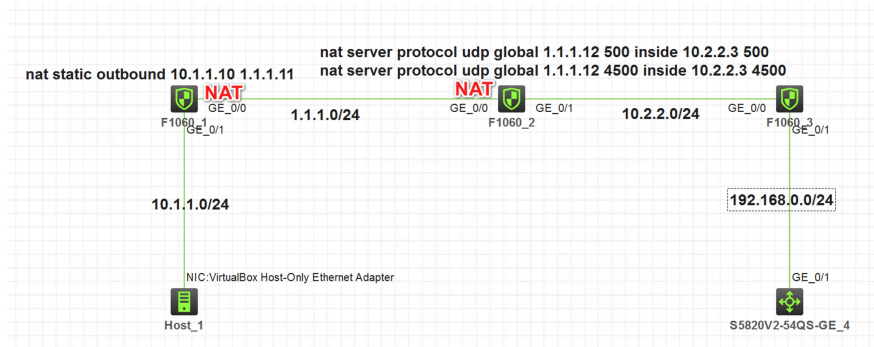 nat server protocol udp global 1.1.1.12 500 inside 10.2.2.3 500
nat static outbound 10.1.1.10 1.1.1.11
nat server protocol udp global 1.1.1.12 4500 inside 10.2.2.3 4500
NAT
NAT
GE_0/0
1.1.1.0/24
GE_0/0
GE_0/1
10.2.2.0/24
GE_0/0
F1060_1
F1060_2
F1060_3
GE_0/1
GE_0/1
10.1.1.0/24
192.168.0.0/24
NIC:VirtualBox Host-Only Ethernet Adapter
GE_0/1
Host_1
S5820V2-54QS-GE_4